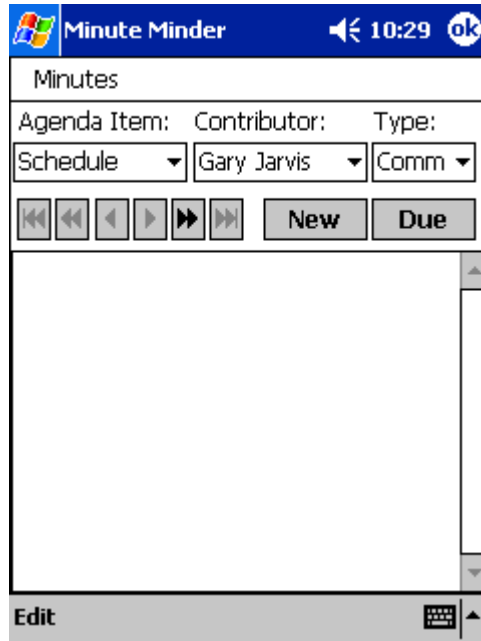 Minute Minder 10:29 ok
Minutes
Agenda Item: Contributor: Type:
Schedule Gary Jarvis Comm
New Due
Edit